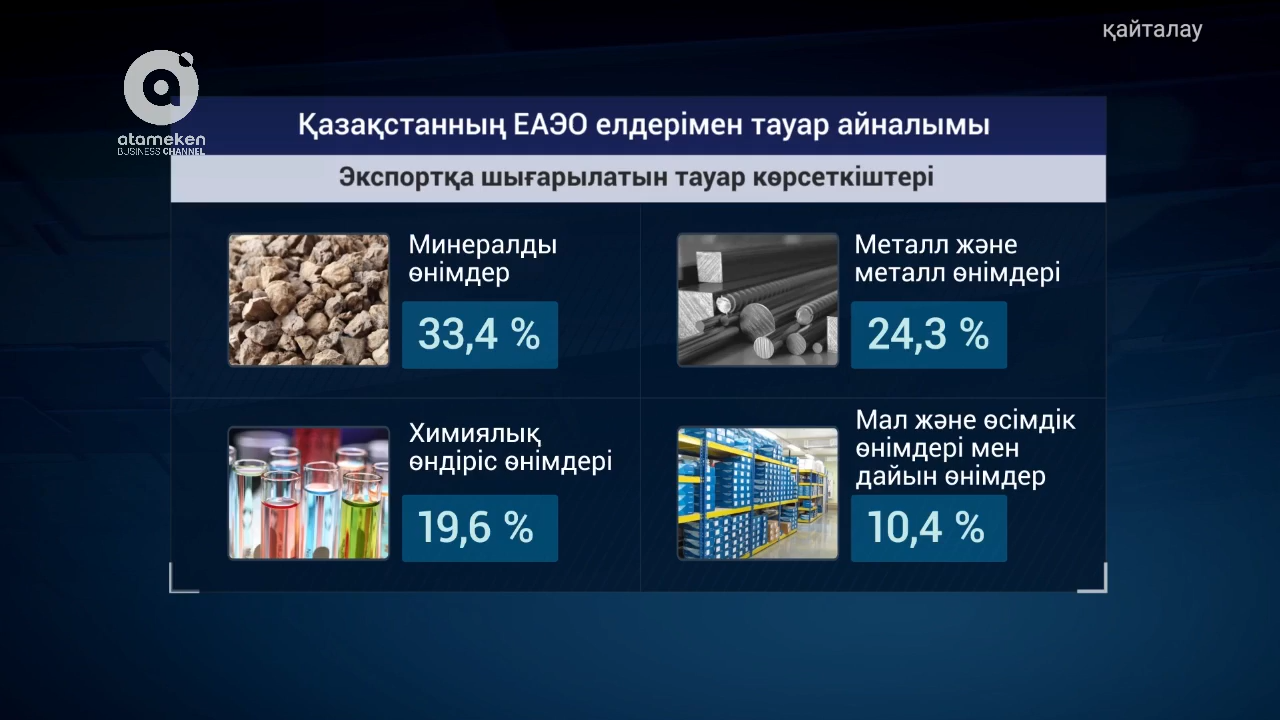 қайталау
atameken
BUSINESS CHANNEL
Қазақстанның ЕАЭО елдерімен тауар айналымы
Экспортқа шығарылатын тауар көрсеткіштері
Минералды
өнімдер
33,4 %
Металл және
металл өнімдері
24,3 %
Химиялық
өндіріс өнімдері
19,6 %
Мал және өсімдік
өнімдері мен
дайын өнімдер
10,4 %